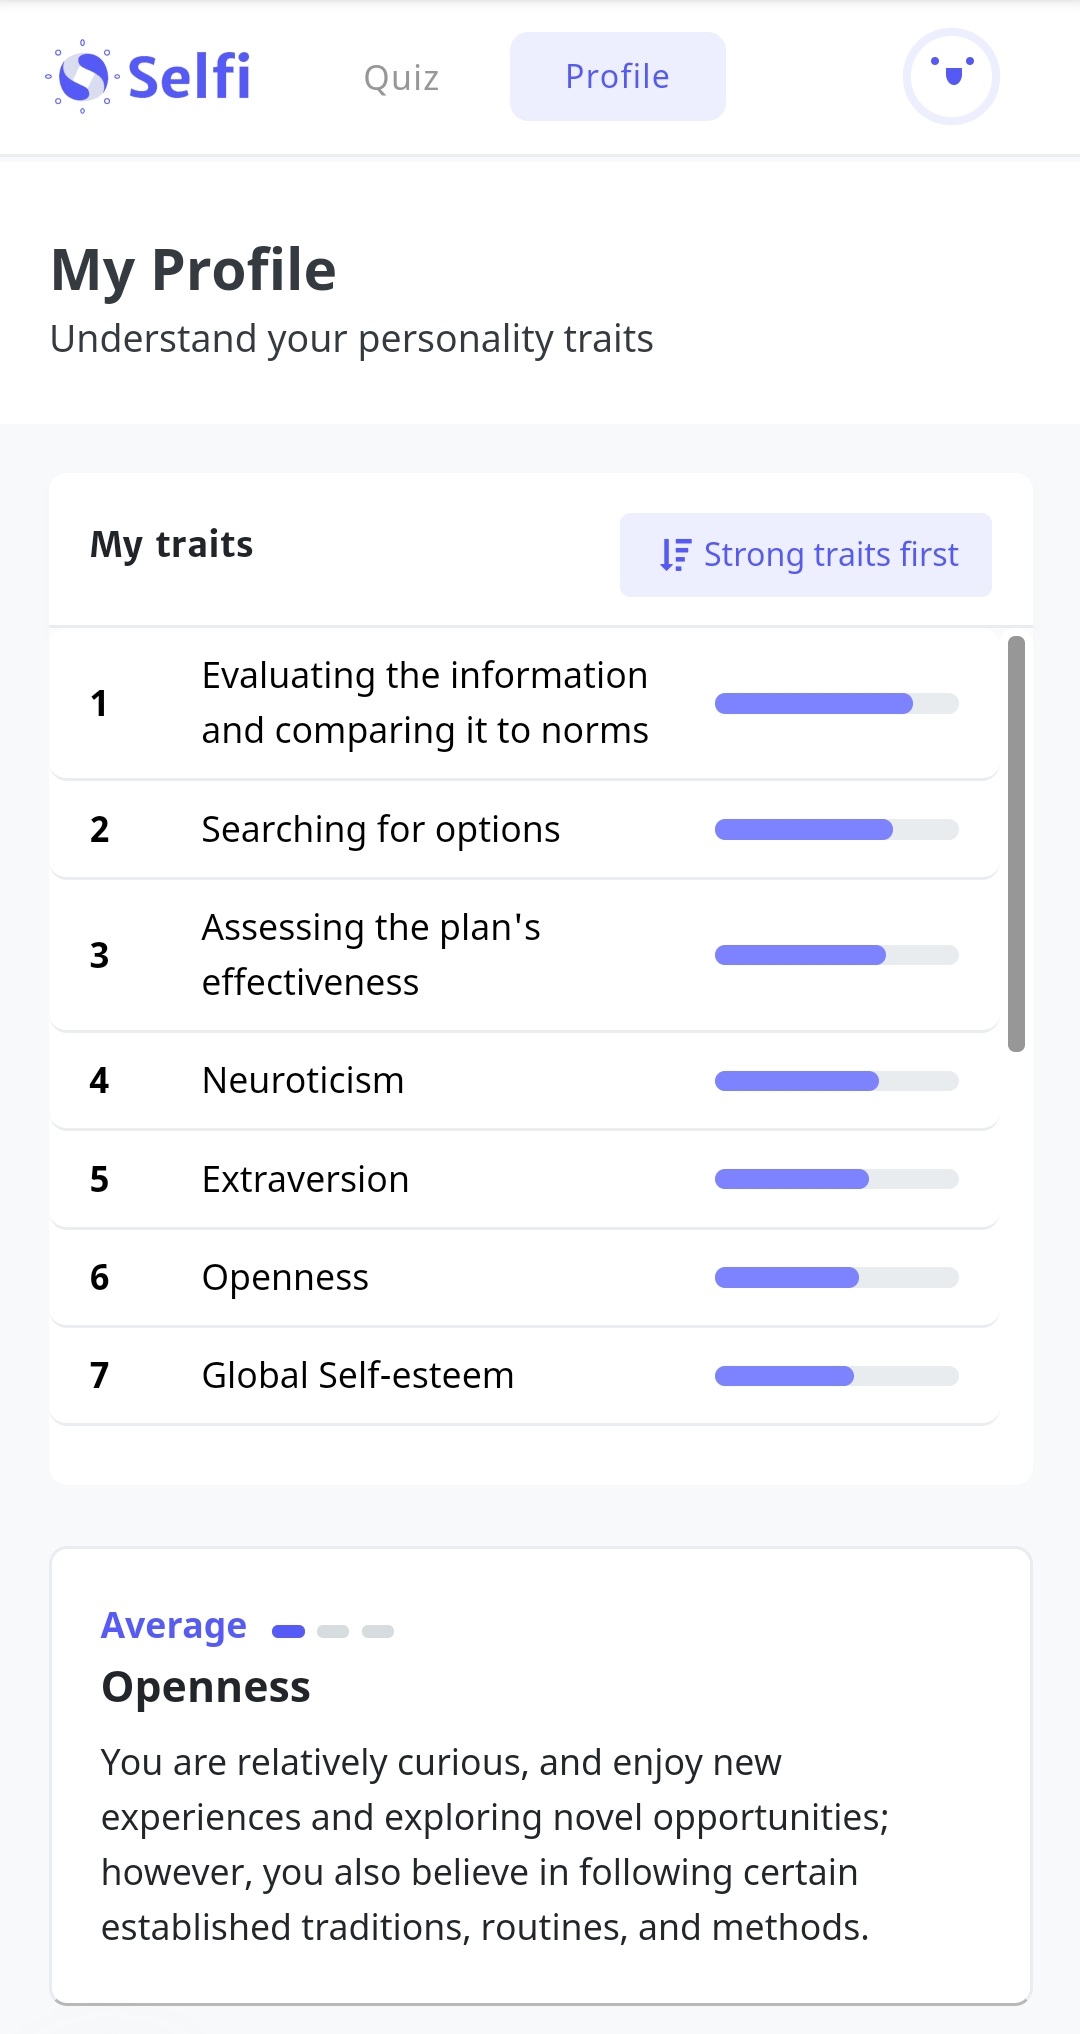 Selfi
Quiz
Profile
My Profile
Understand your personality traits
My traits
Strong traits first
1
Evaluating the information
and comparing it to norms
2
Searching for options
3
Assessing the plan's
effectiveness
4
Neuroticism
5
Extraversion
6
Openness
7
Global Self-esteem
Average
Openness
You are relatively curious, and enjoy new
experiences and exploring novel opportunities;
however, you also believe in following certain
established traditions, routines, and methods.